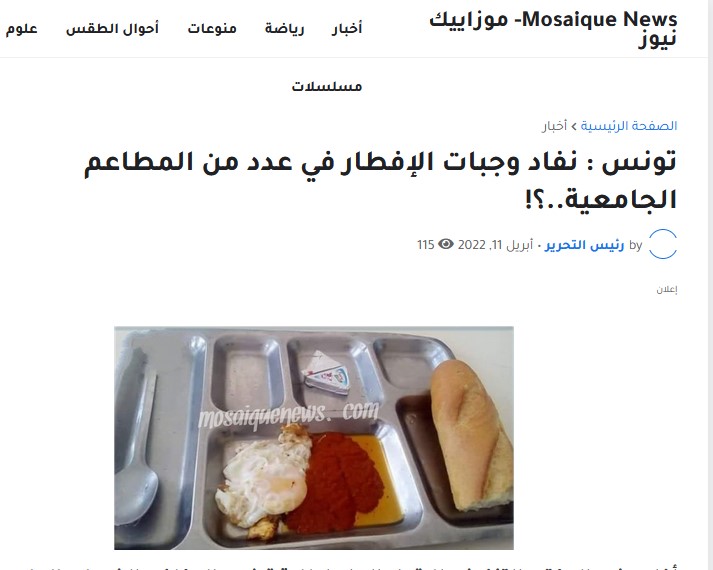 Mosaique News- موزاييك
نيوز
أخبار
رياضة
منوعات
أحوال الطقس
علوم
مسلسلات
الصفحة الرئيسية › أخبار
تونس : نفاد وجبات الإفطار في عدد من المطاعم
الجامعية..؟!
by رئيس التحرير • أبريل 11, 2022 115
إعلان
mosaiquenews. com